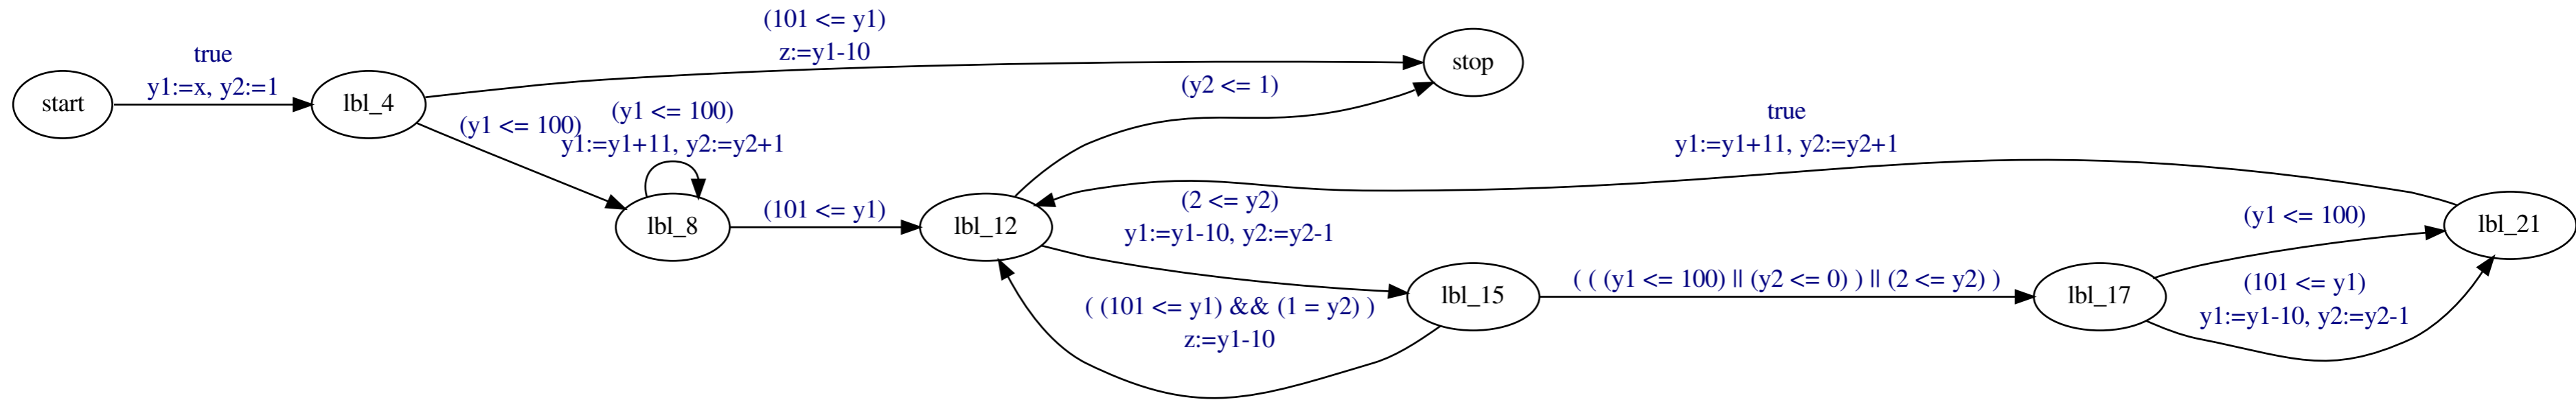 (101 <= y1)
z:=y1-10
true
y1:=x, y2:=1
start
lbl_4
stop
(y2 <= 1)
(y1 <= 100)
(y1 <= 100)
y1:=y1+11, y2:=y2+1
true
y1:=y1+11, y2:=y2+1
lbl_8
(101 <= y1)
lbl_12
(2 <= y2)
y1:=y1-10, y2:=y2-1
( (101 <= y1) && (1 = y2) )
z:=y1-10
lbl_15
( ( (y1 <= 100) || (y2 <= 0) ) || (2 <= y2) )
lbl_17
(y1 <= 100)
(101 <= y1)
y1:=y1-10, y2:=y2-1
lbl_21